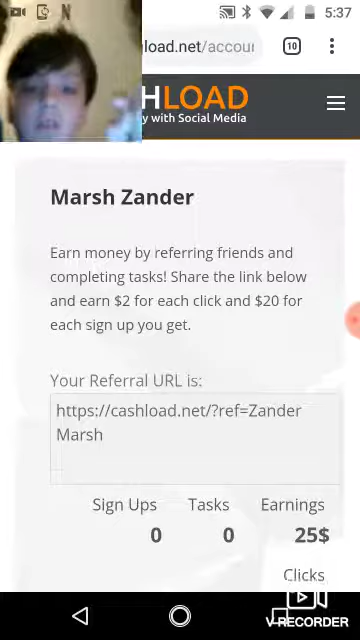 5:37
load.net/accour
10
HLOAD
y with Social Media
Marsh Zander
Earn money by referring friends and
completing tasks! Share the link below
and earn $2 for each click and $20 for
each sign up you get.
Your Referral URL is:
https://cashload.net/?ref=Zander
Marsh
Sign Ups Tasks Earnings
0 0 25$
Clicks
V-RECORDER